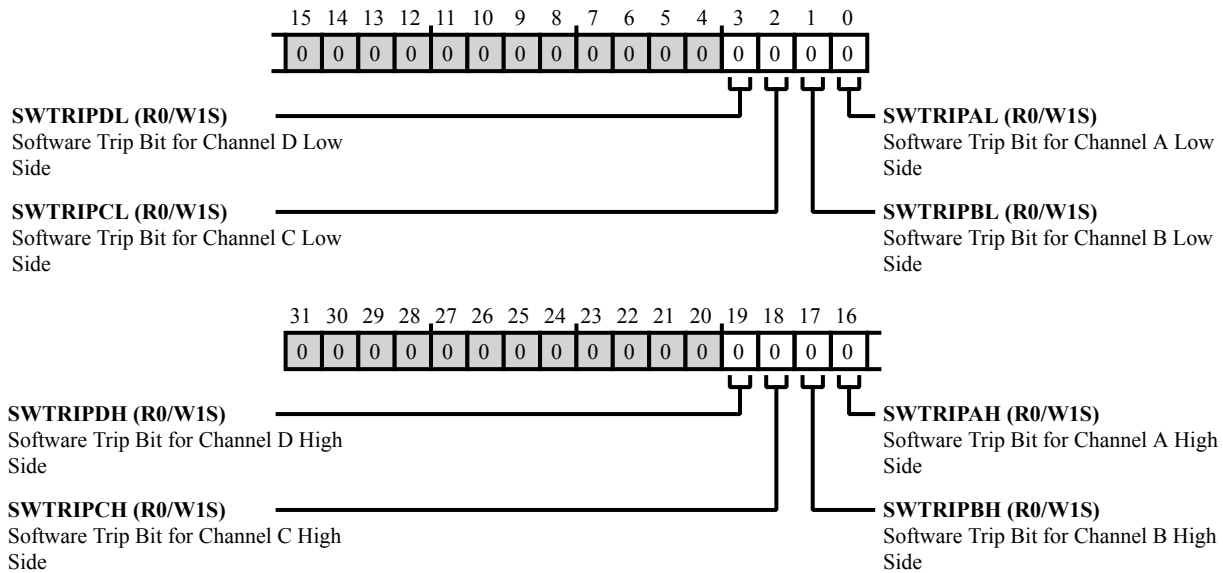 15 14 13 12 11 10 9 8 7 6 5 4 3 2 1 0
0 0 0 0 0 0 0 0 0 0 0 0 0 0 0 0
SWTRIPDL (R0/W1S)
Software Trip Bit for Channel D Low
Side
SWTRIPAL (R0/W1S)
Software Trip Bit for Channel A Low
Side
SWTRIPCL (R0/W1S)
Software Trip Bit for Channel C Low
Side
SWTRIPBL (R0/W1S)
Software Trip Bit for Channel B Low
Side
31 30 29 28 27 26 25 24 23 22 21 20 19 18 17 16
0 0 0 0 0 0 0 0 0 0 0 0 0 0 0 0
SWTRIPDH (R0/W1S)
Software Trip Bit for Channel D High
Side
SWTRIPAH (R0/W1S)
Software Trip Bit for Channel A High
Side
SWTRIPCH (R0/W1S)
Software Trip Bit for Channel C High
Side
SWTRIPBH (R0/W1S)
Software Trip Bit for Channel B High
Side